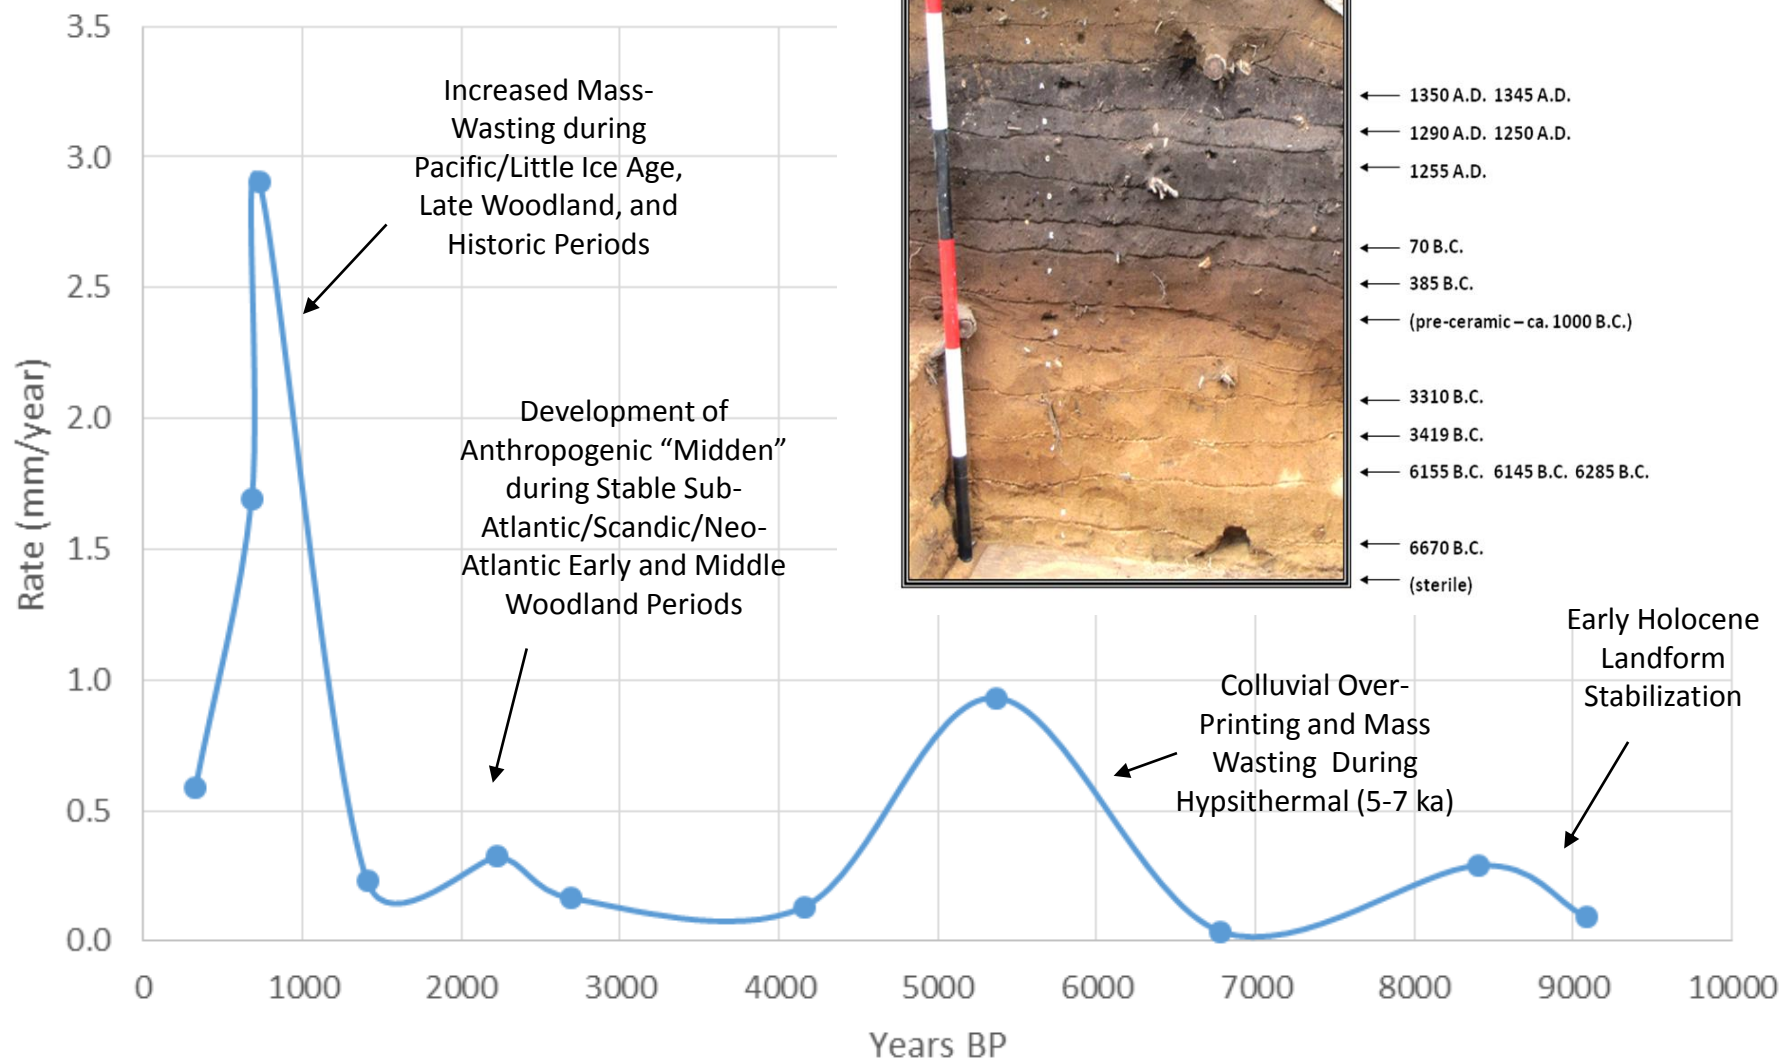 3.5
3.0
2.5
2.0
1.5
1.0
0.5
0.0
Rate (mm/year)
0 1000 2000 3000 4000 5000 6000 7000 8000 9000 10000
Years BP
Increased Mass-
Wasting during
Pacific/Little Ice Age,
Late Woodland, and
Historic Periods
Development of
Anthropogenic “Midden”
during Stable Sub-
Atlantic/Scandic/Neo-
Atlantic Early and Middle
Woodland Periods
1350 A.D. 1345 A.D.
1290 A.D. 1250 A.D.
1255 A.D.
70 B.C.
385 B.C.
(pre-ceramic – ca. 1000 B.C.)
3310 B.C.
3419 B.C.
6155 B.C. 6145 B.C. 6285 B.C.
6670 B.C.
(sterile)
Colluvial Over-
Printing and Mass
Wasting During
Hypsithermal (5-7 ka)
Early Holocene
Landform
Stabilization